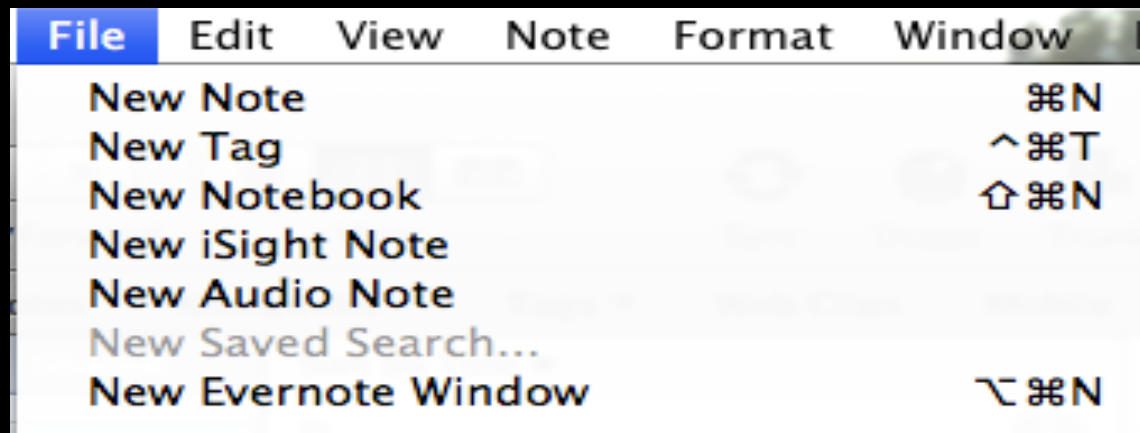 File Edit View Note Format Window
New Note ⌘N
New Tag ^⌘T
New Notebook ⇧⌘N
New iSight Note
New Audio Note
New Saved Search...
New Evernote Window ⌥⌘N